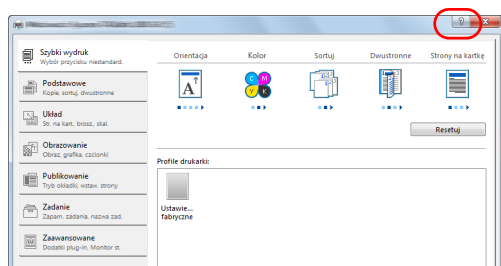 ?
Szybki wydruk
Wybór przycisku niestandard.
Podstawowe
Kopie, sortuj, dwustronne
Układ
Str. na kart., brosz., skal.
Obrazowanie
Obraz, grafika, czcionki
Publikowanie
Tryb okładki, wstaw. strony
Zadanie
Zapam. zadania, nazwa zad.
Zaawansowane
Dodatki plug-in, Monitor st.
Orientacja Kolor Sortuj Dwustronne Strony na kartkę
A
C M Y K
Resetuj
Profile drukarki:
Ustawie...
fabryczne